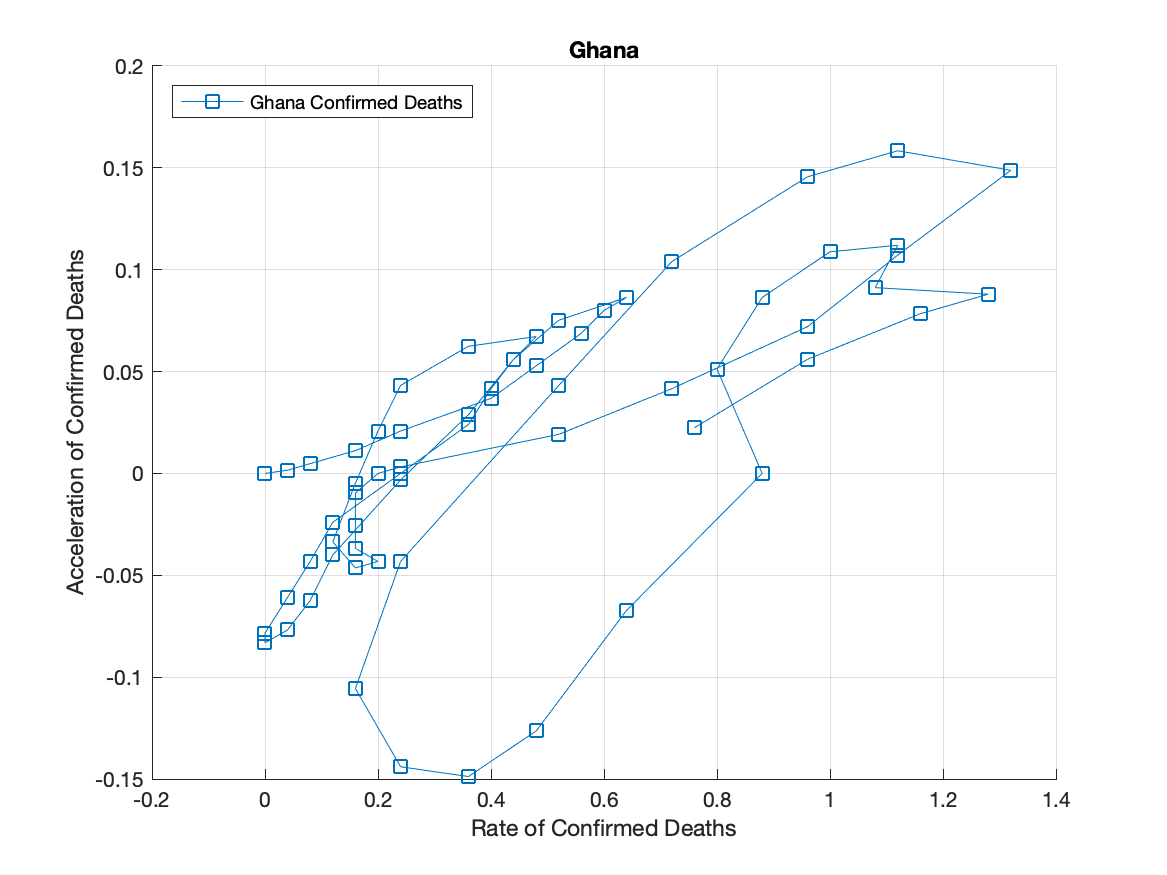 Ghana
0.2
Ghana Confirmed Deaths
0.15
0.1
0.05
0
-0.05
-0.1
-0.15
Acceleration of Confirmed Deaths
-0.2 0 0.2 0.4 0.6 0.8 1 1.2 1.4
Rate of Confirmed Deaths